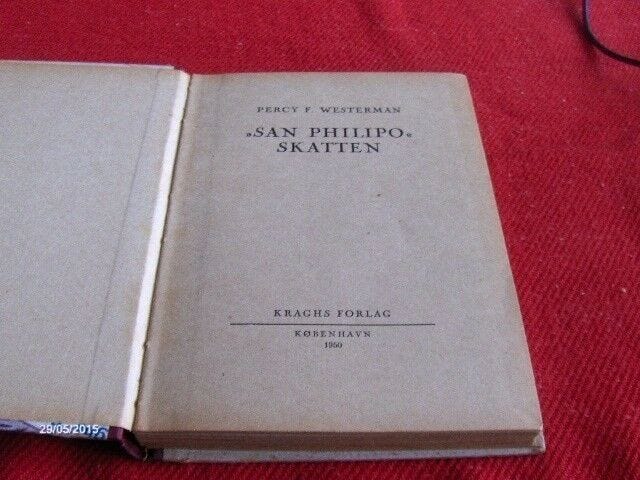 PERCY F. WESTERMAN
»SAN PHILIPO«
SKATTEN
KRAGHS FORLAG
KØBENHAVN
1950
29/05/2015